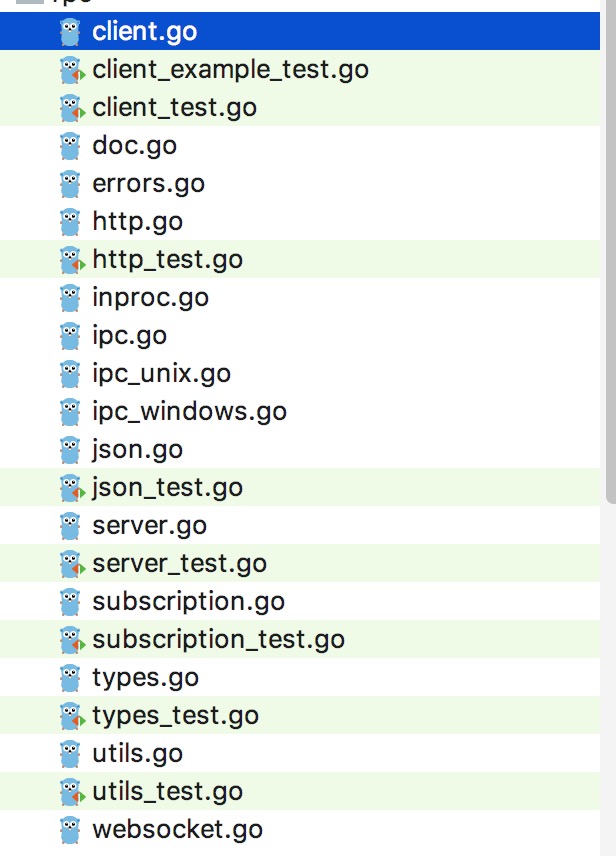 client.go
client_example_test.go
client_test.go
doc.go
errors.go
http.go
http_test.go
inproc.go
ipc.go
ipc_unix.go
ipc_windows.go
json.go
json_test.go
server.go
server_test.go
subscription.go
subscription_test.go
types.go
types_test.go
utils.go
utils_test.go
websocket.go